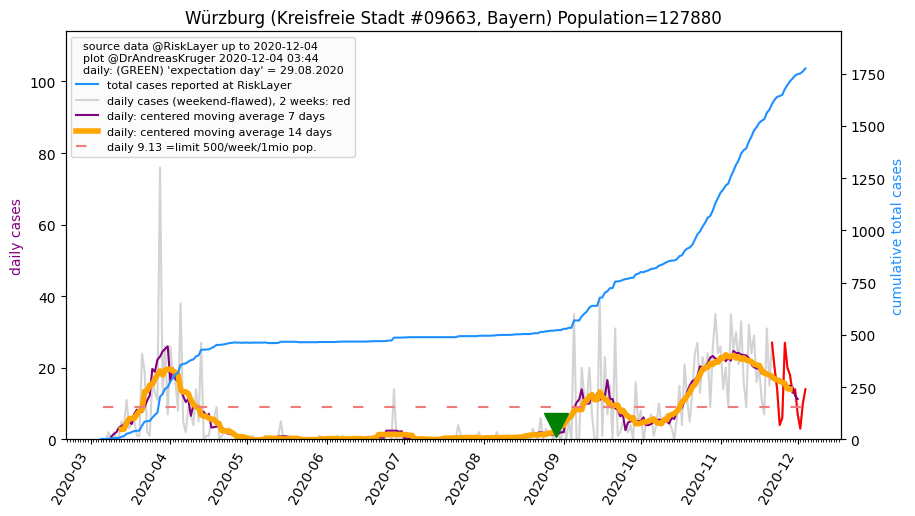 Würzburg (Kreisfreie Stadt #09663, Bayern) Population=127880
source data @RiskLayer up to 2020-12-04
plot @DrAndreasKruger 2020-12-04 03:44
daily: (GREEN) 'expectation day' = 29.08.2020
total cases reported at RiskLayer
daily cases (weekend-flawed), 2 weeks: red
daily: centered moving average 7 days
daily: centered moving average 14 days
daily 9.13 =limit 500/week/1mio pop.
daily cases
100
80
60
40
20
0
cumulative total cases
1750
1500
1250
1000
750
500
250
0
2020-03
2020-04
2020-05
2020-06
2020-07
2020-08
2020-09
2020-10
2020-11
2020-12